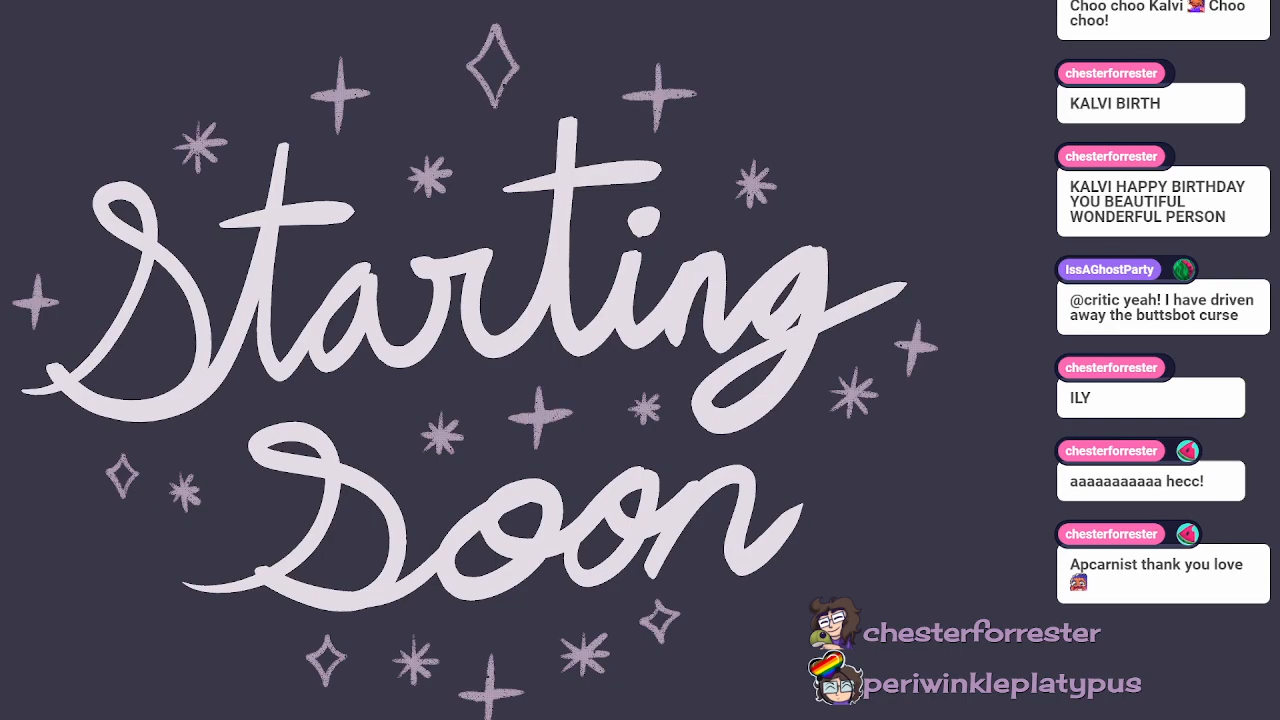 Starting
Soon
Choo choo Kalvi Choo
choo!
chesterforrester
KALVI BIRTH
chesterforrester
KALVI HAPPY BIRTHDAY
YOU BEAUTIFUL
WONDERFUL PERSON
IssAGhostParty
@critic yeah! I have driven
away the buttsbot curse
chesterforrester
ILY
chesterforrester
aaaaaaaaaaa hecc!
chesterforrester
Apcarnist thank you love
chesterforrester
periwinkleplatypus